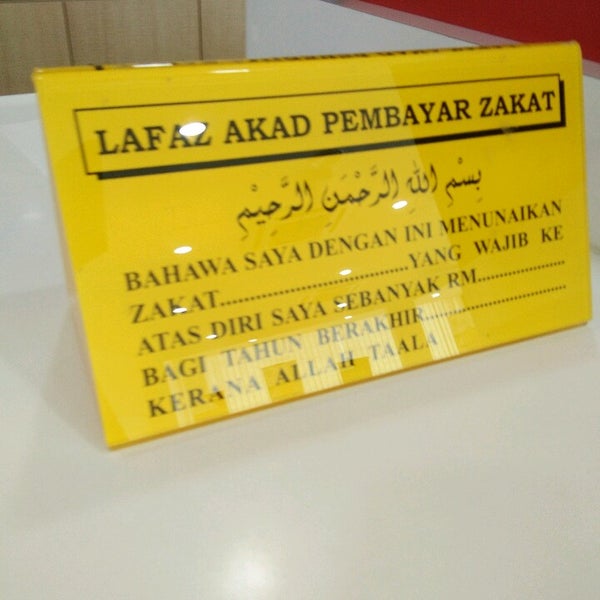 LAFAZ AKAD PEMBAYAR ZAKAT
بِسْمِ اللهِ الرَّحْمَنِ الرَّحِيْمِ
BAHAWA SAYA DENGAN INI MENUNAIKAN
ZAKAT..................................YANG WAJIB KE
ATAS DIRI SAYA SEBANYAK RM................
BAGI TAHUN BERAKHIR..........................
KERANA ALLAH TAALA